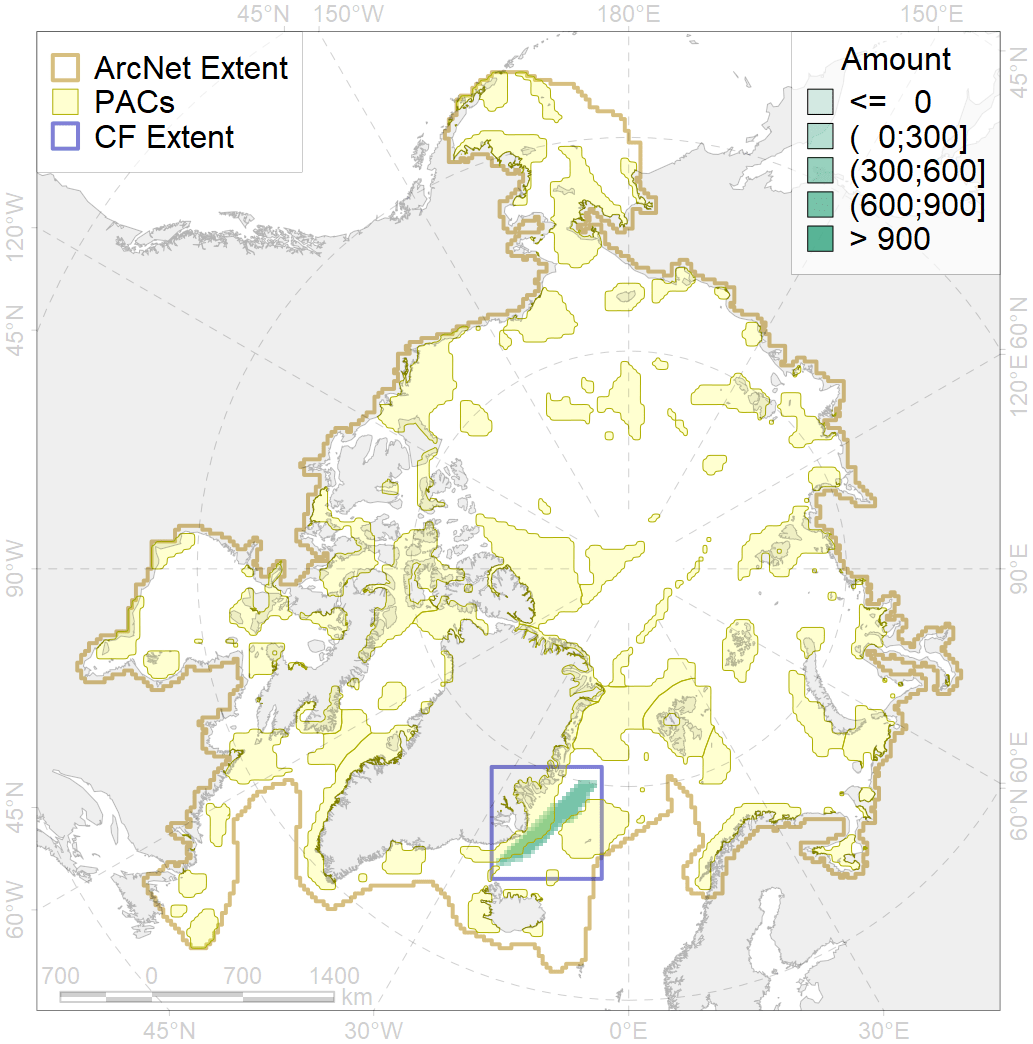 45°N 150°W 180°E 150°E
ArcNet Extent
PACs
CF Extent
Amount
<= 0
( 0;300]
(300;600]
(600;900]
> 900
45°N
120°W
60°N
45°N
120°E
90°W
90°E
60°E
45°N
60°N
60°W
700 0 700 1400
km
45°N 30°W 0°E 30°E